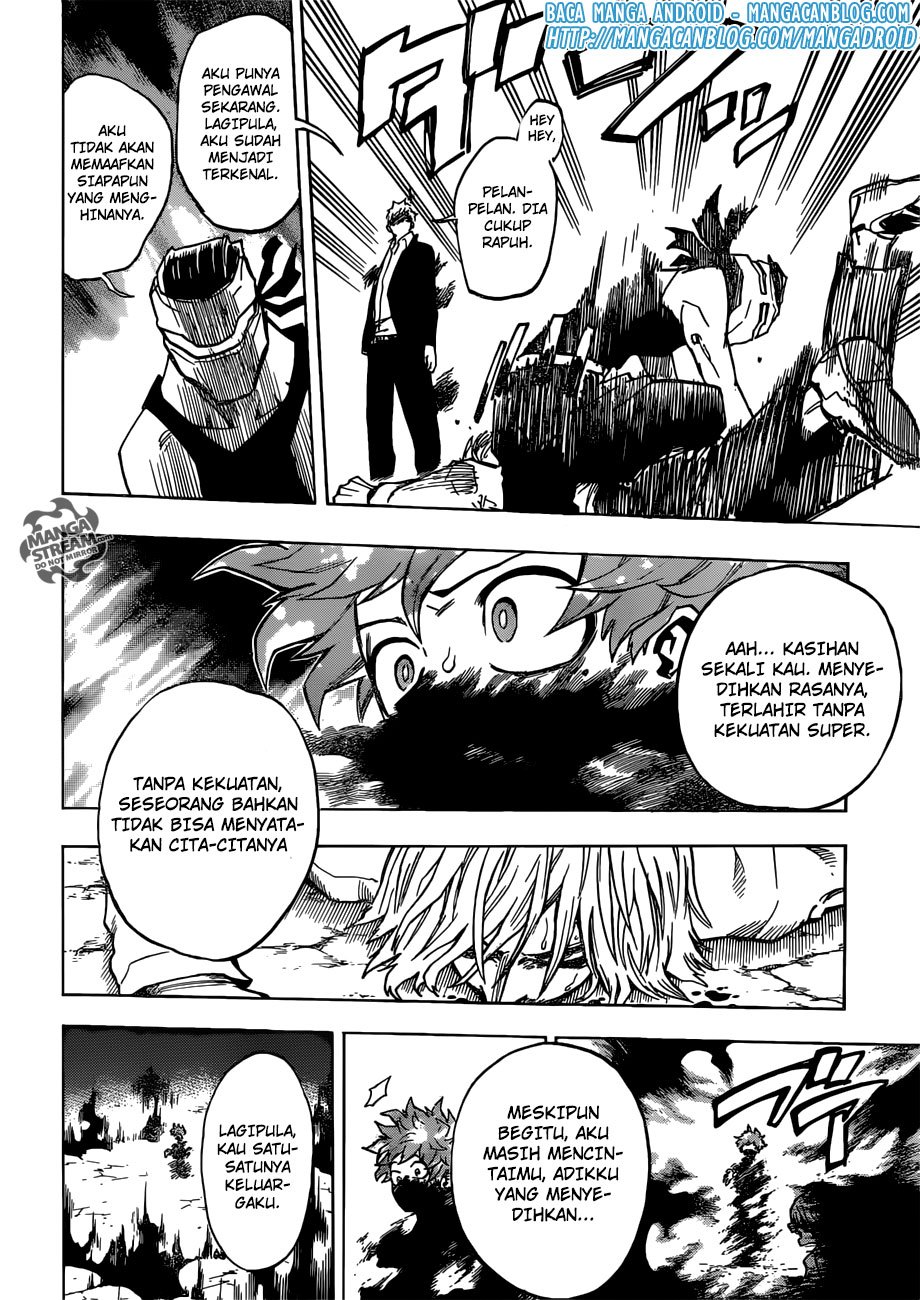 BACA MANGA ANDROID - MANGACANBLOG.COM
HTTP://MANGACANBLOG.COM/MANGADROID
HEY
HEY,
PELAN-
PELAN. DIA
CUKUP
RAPUH.
AKU PUNYA
PENGAWAL
SEKARANG.
LAGIPULA,
AKU SUDAH
MENJADI
TERKENAL.
AKU
TIDAK AKAN
MEMAAFKAN
SIAPAPUN
YANG MENG-
HINANYA.
MANGA
STREAM.com
DO NOT MIRROR!
AAH... KASIHAN
SEKALI KAU. MENYE-
DIHKAN RASANYA,
TERLAHIR TANPA
KEKUATAN SUPER.
TANPA KEKUATAN,
SESEORANG BAHKAN
TIDAK BISA MENYATA-
KAN CITA-CITANYA
MESKIPUN
BEGITU, AKU
MASIH MENCIN-
TAIMU, ADIKKU
YANG MENYE-
DIHKAN...
LAGIPULA,
KAU SATU-
SATUNYA
KELUAR-
GAKU.